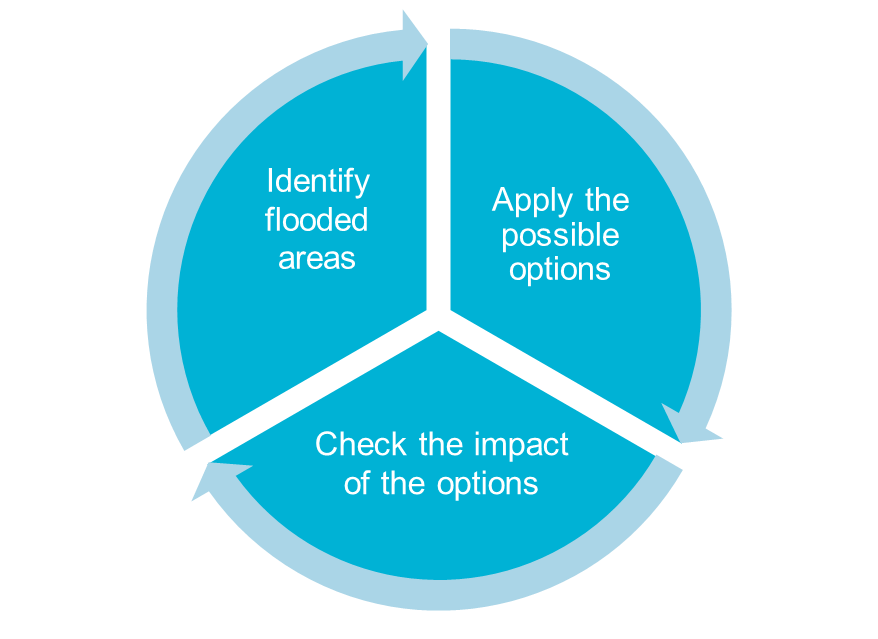 Identify
flooded
areas
Apply the
possible
options
Check the impact
of the options